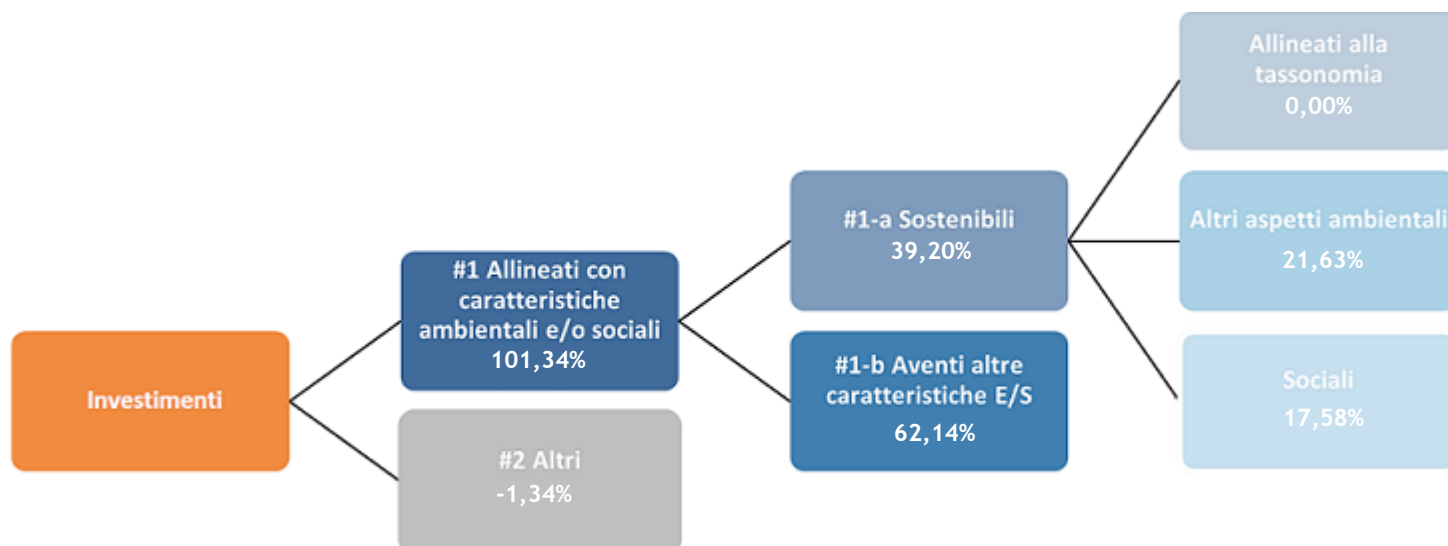 Investimenti
#1 Allineati con
caratteristiche
ambientali e/o sociali
101,34%
#2 Altri
-1,34%
#1-a Sostenibili
39,20%
#1-b Aventi altre
caratteristiche E/S
62,14%
Allineati alla
tassonomia
0,00%
Altri aspetti ambientali
21,63%
Sociali
17,58%